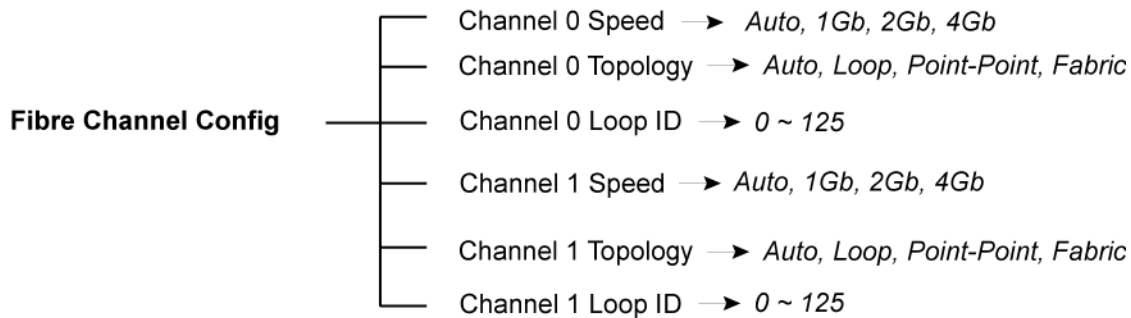 Channel 0 Speed Auto, 1Gb, 2Gb, 4Gb
Channel 0 Topology Auto, Loop, Point-Point, Fabric
Fibre Channel Config Channel 0 Loop ID 0 ~ 125
Channel 1 Speed Auto, 1Gb, 2Gb, 4Gb
Channel 1 Topology Auto, Loop, Point-Point, Fabric
Channel 1 Loop ID 0 ~ 125